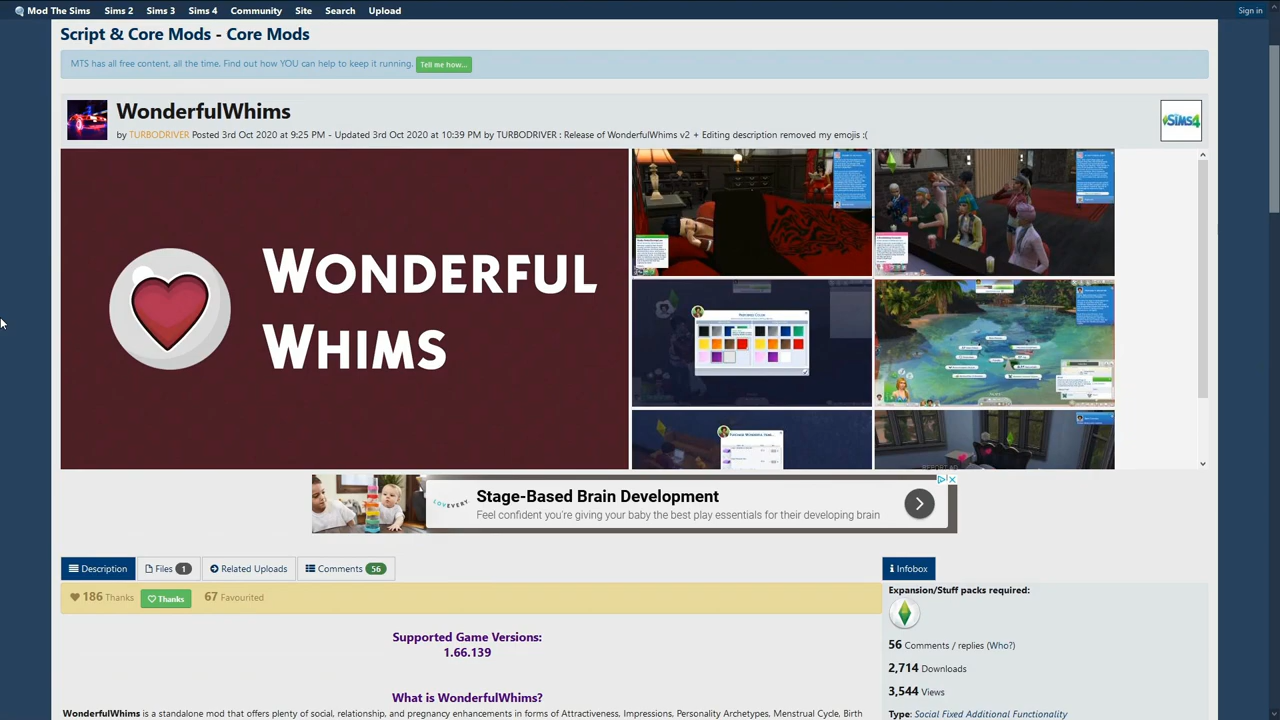 Mod The Sims Sims 2 Sims 3 Sims 4 Community Site Search Upload Sign in
Script & Core Mods - Core Mods
MTS has all free content, all the time. Find out how YOU can help to keep it running. Tell me how...
WonderfulWhims
by TURBODRIVER Posted 3rd Oct 2020 at 9:25 PM - Updated 3rd Oct 2020 at 10:39 PM by TURBODRIVER : Release of WonderfulWhims v2 + Editing description removed my emojis :(
SIMS4
WONDERFUL
WHIMS
LOVEVERY.
Stage-Based Brain Development
Feel confident you're giving your baby the best play essentials for their developing brain
Description Files 1 Related Uploads Comments 56 Infobox
186 Thanks Thanks 67 Favourited
Expansion/Stuff packs required:
Supported Game Versions:
1.66.139
56 Comments / replies (Who?)
2,714 Downloads
3,544 Views
What is WonderfulWhims?
WonderfulWhims is a standalone mod that offers plenty of social, relationship, and pregnancy enhancements in forms of Attractiveness, Impressions, Personality Archetypes, Menstrual Cycle, Birth
Type: Social Fixed Additional Functionality